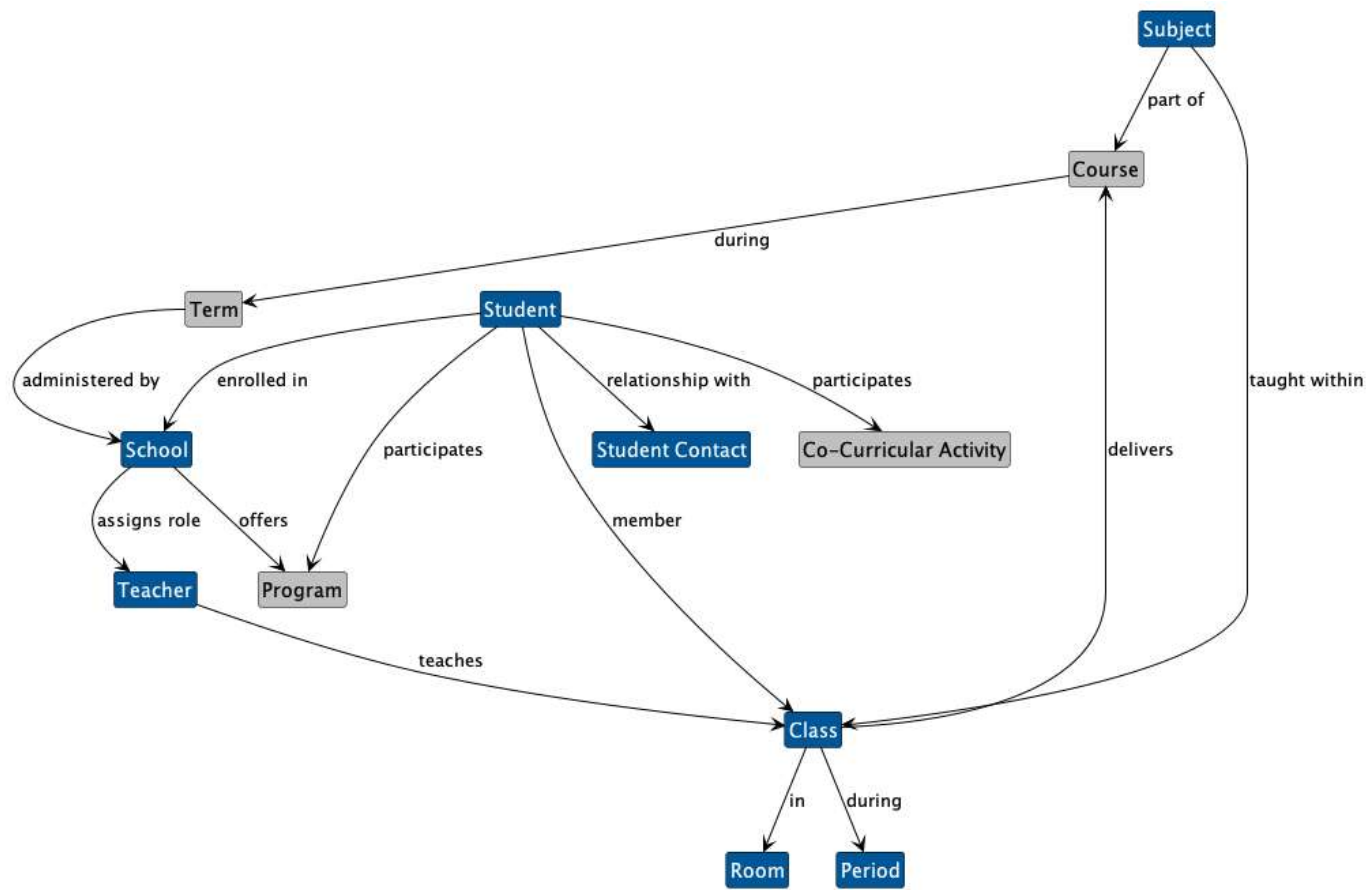 Subject
part of
Course
during
Term
Student
administered by
enrolled in
relationship with
participates
taught within
School
participates
Student Contact
Co-Curricular Activity
delivers
assigns role
offers
member
Teacher
Program
teaches
Class
in
during
Room
Period